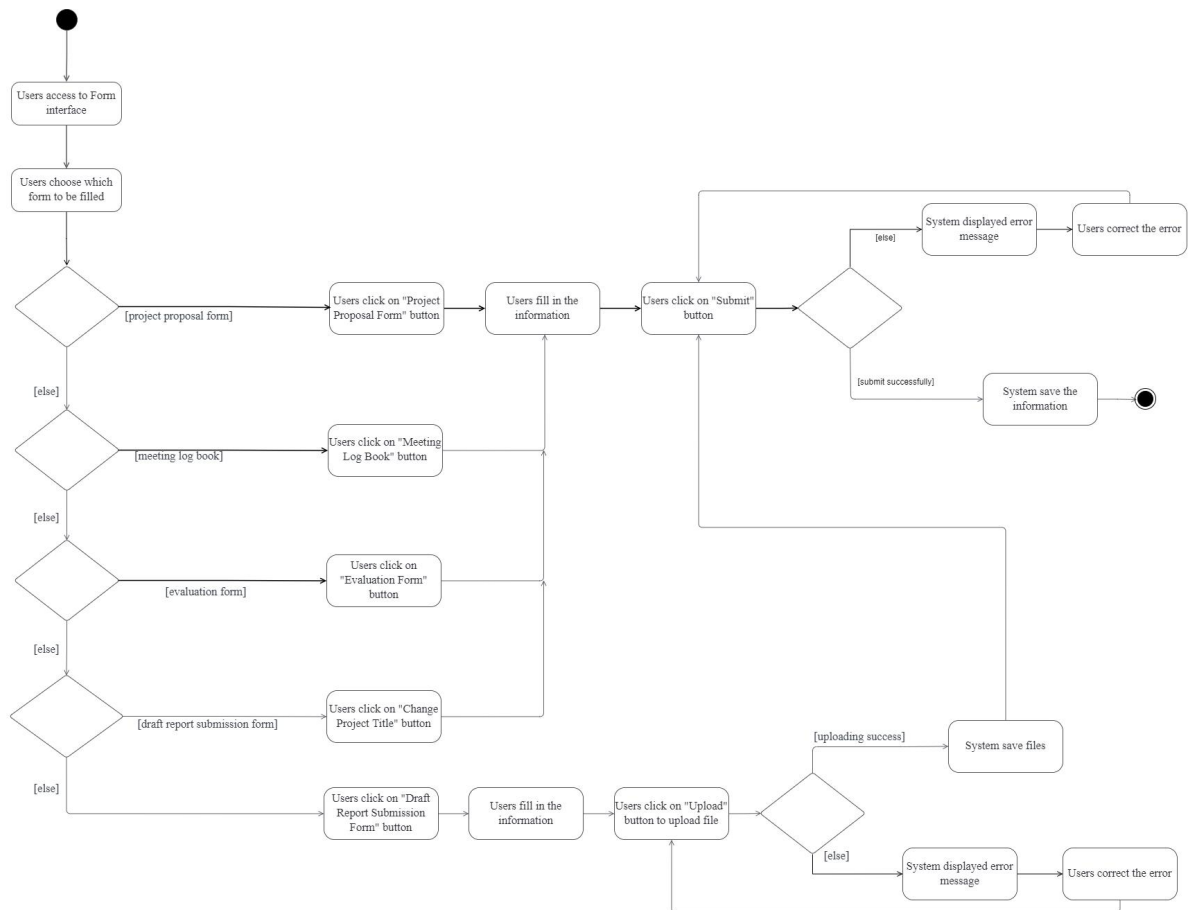 Users access to Form
interface
Users choose which
form to be filled
[project proposal form]
Users click on "Project
Proposal Form" button
Users fill in the
information
Users click on "Submit"
button
[else]
System displayed error
message
Users correct the error
[submit successfully]
System save the
information
[else]
[meeting log book]
Users click on "Meeting
Log Book" button
[else]
[evaluation form]
Users click on
"Evaluation Form"
button
[else]
[draft report submission form]
Users click on "Change
Project Title" button
[else]
Users click on "Draft
Report Submission
Form" button
Users fill in the
information
Users click on "Upload"
button to upload file
[uploading success]
System save files
[else]
System displayed error
message
Users correct the error